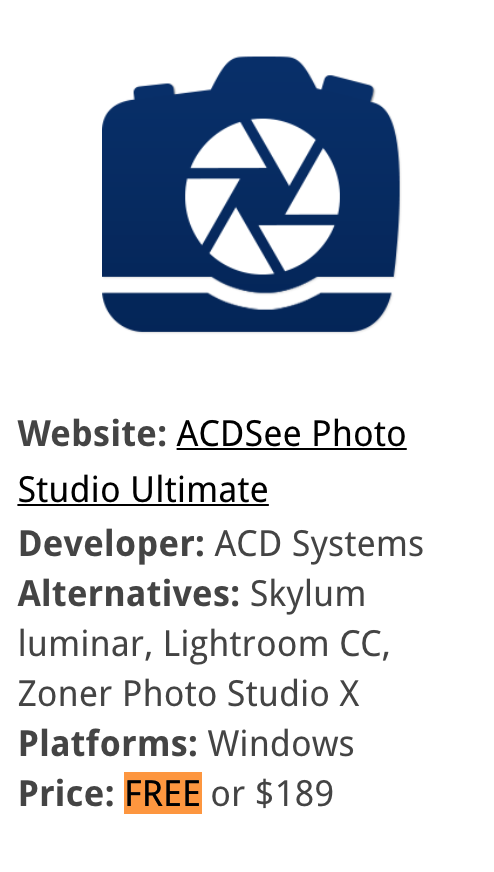 Website: ACDSee Photo
Studio Ultimate
Developer: ACD Systems
Alternatives: Skylum
luminar, Lightroom CC,
Zoner Photo Studio X
Platforms: Windows
Price: FREE or $189